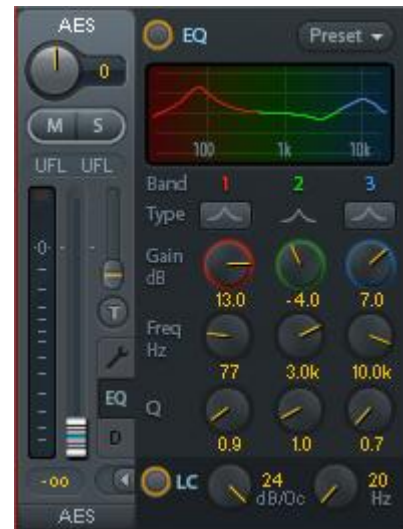 AES
EQ
Preset
0
M S
UFL UFL
100 1k 10k
Band 1 2 3
Type
-0-
Gain
dB
13.0 -4.0 7.0
T
Freq
Hz
77 3.0k 10.0k
EQ
Q
D
0.9 1.0 0.7
-oo
LC
24
dB/Oc
20
Hz
AES